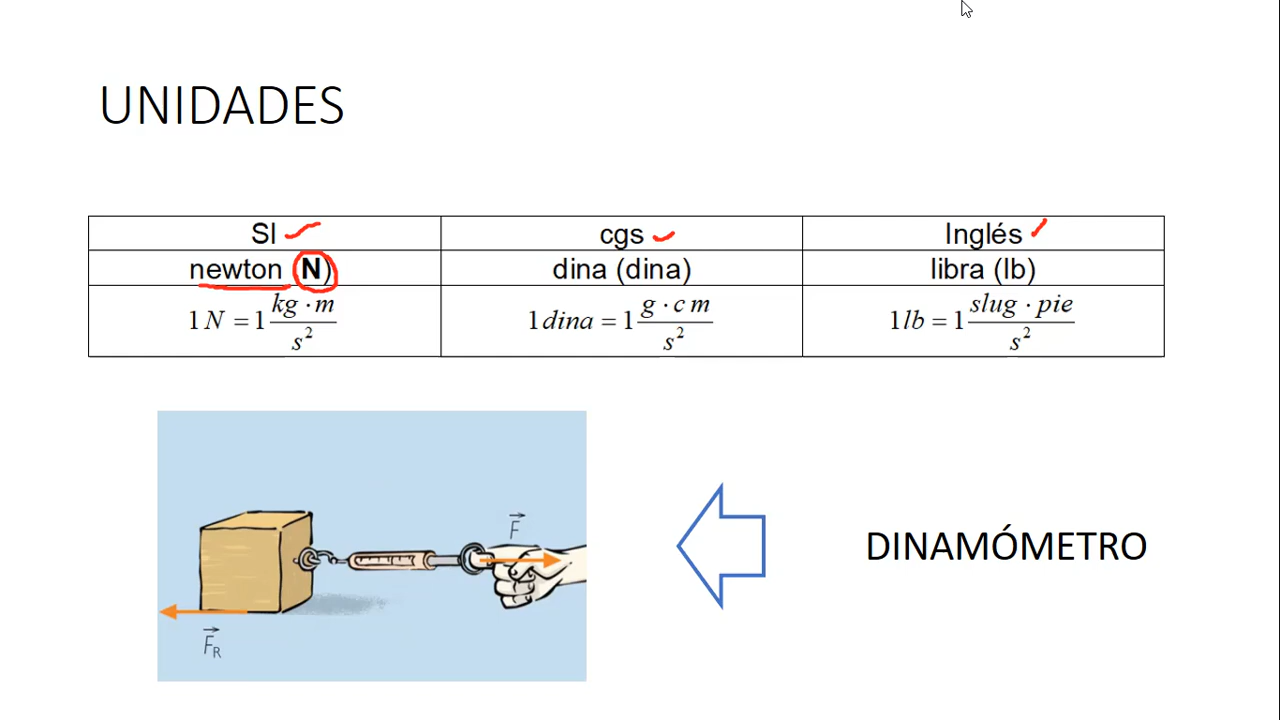 UNIDADES
SI cgs Inglés
newton (N) dina (dina) libra (lb)
1 N = 1 kg · m / s² 1 dina = 1 g · c m / s² 1 lb = 1 slug · pie / s²
F
DINAMÓMETRO
F_R